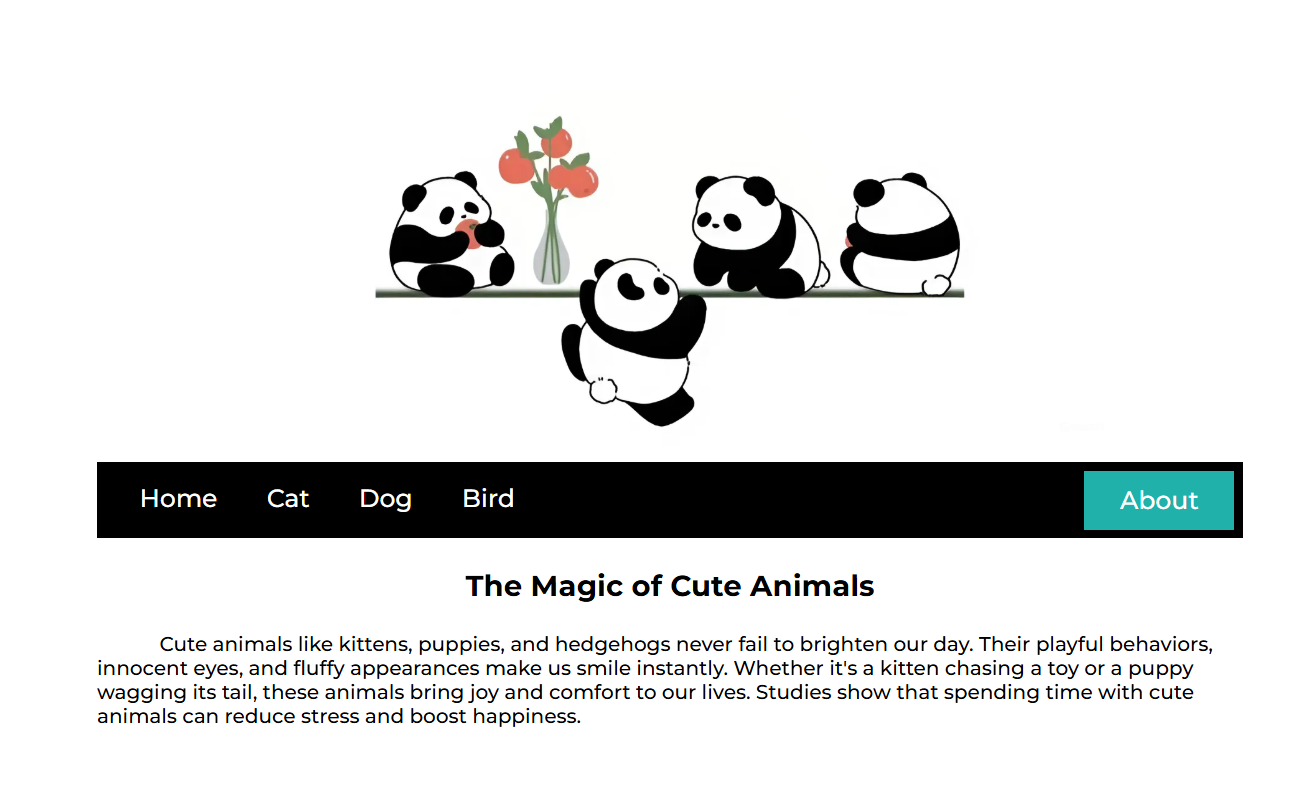 Home Cat Dog Bird About
The Magic of Cute Animals
Cute animals like kittens, puppies, and hedgehogs never fail to brighten our day. Their playful behaviors,
innocent eyes, and fluffy appearances make us smile instantly. Whether it's a kitten chasing a toy or a puppy
wagging its tail, these animals bring joy and comfort to our lives. Studies show that spending time with cute
animals can reduce stress and boost happiness.